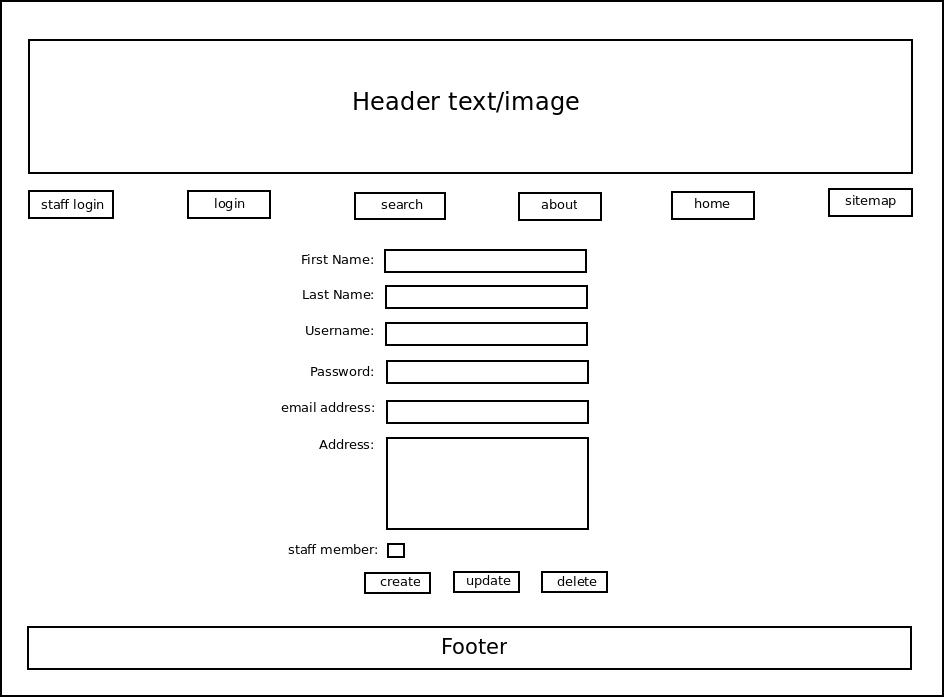 Header text/image
staff login
login
search
about
home
sitemap
First Name:
Last Name:
Username:
Password:
email address:
Address:
staff member:
create
update
delete
Footer